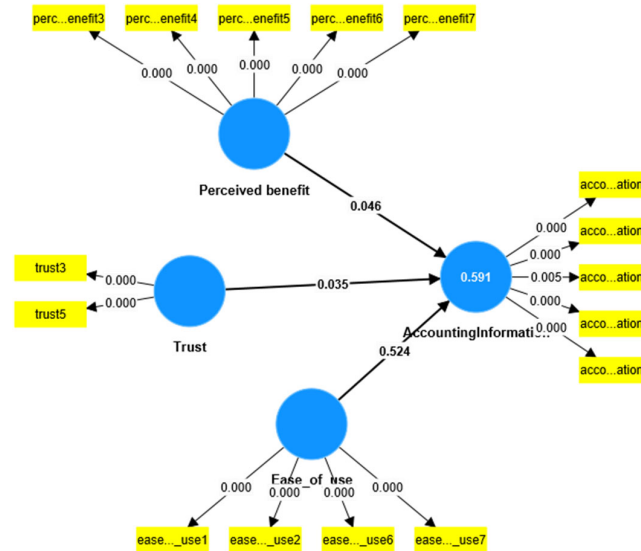 perc...enefit3 perc...enefit4 perc...enefit5 perc...enefit6 perc...enefit7
0.000 0.000 0.000 0.000 0.000
Perceived benefit
acco...ation
0.046
0.000
acco...ation
0.000
trust3
0.000
0.035
0.591
0.005
acco...ation
0.000
trust5
0.000
acco...ation
Trust
AccountingInformation
0.000
0.524
acco...ation
Ease_of_use
0.000 0.000 0.000 0.000
ease..._use1 ease..._use2 ease..._use6 ease..._use7